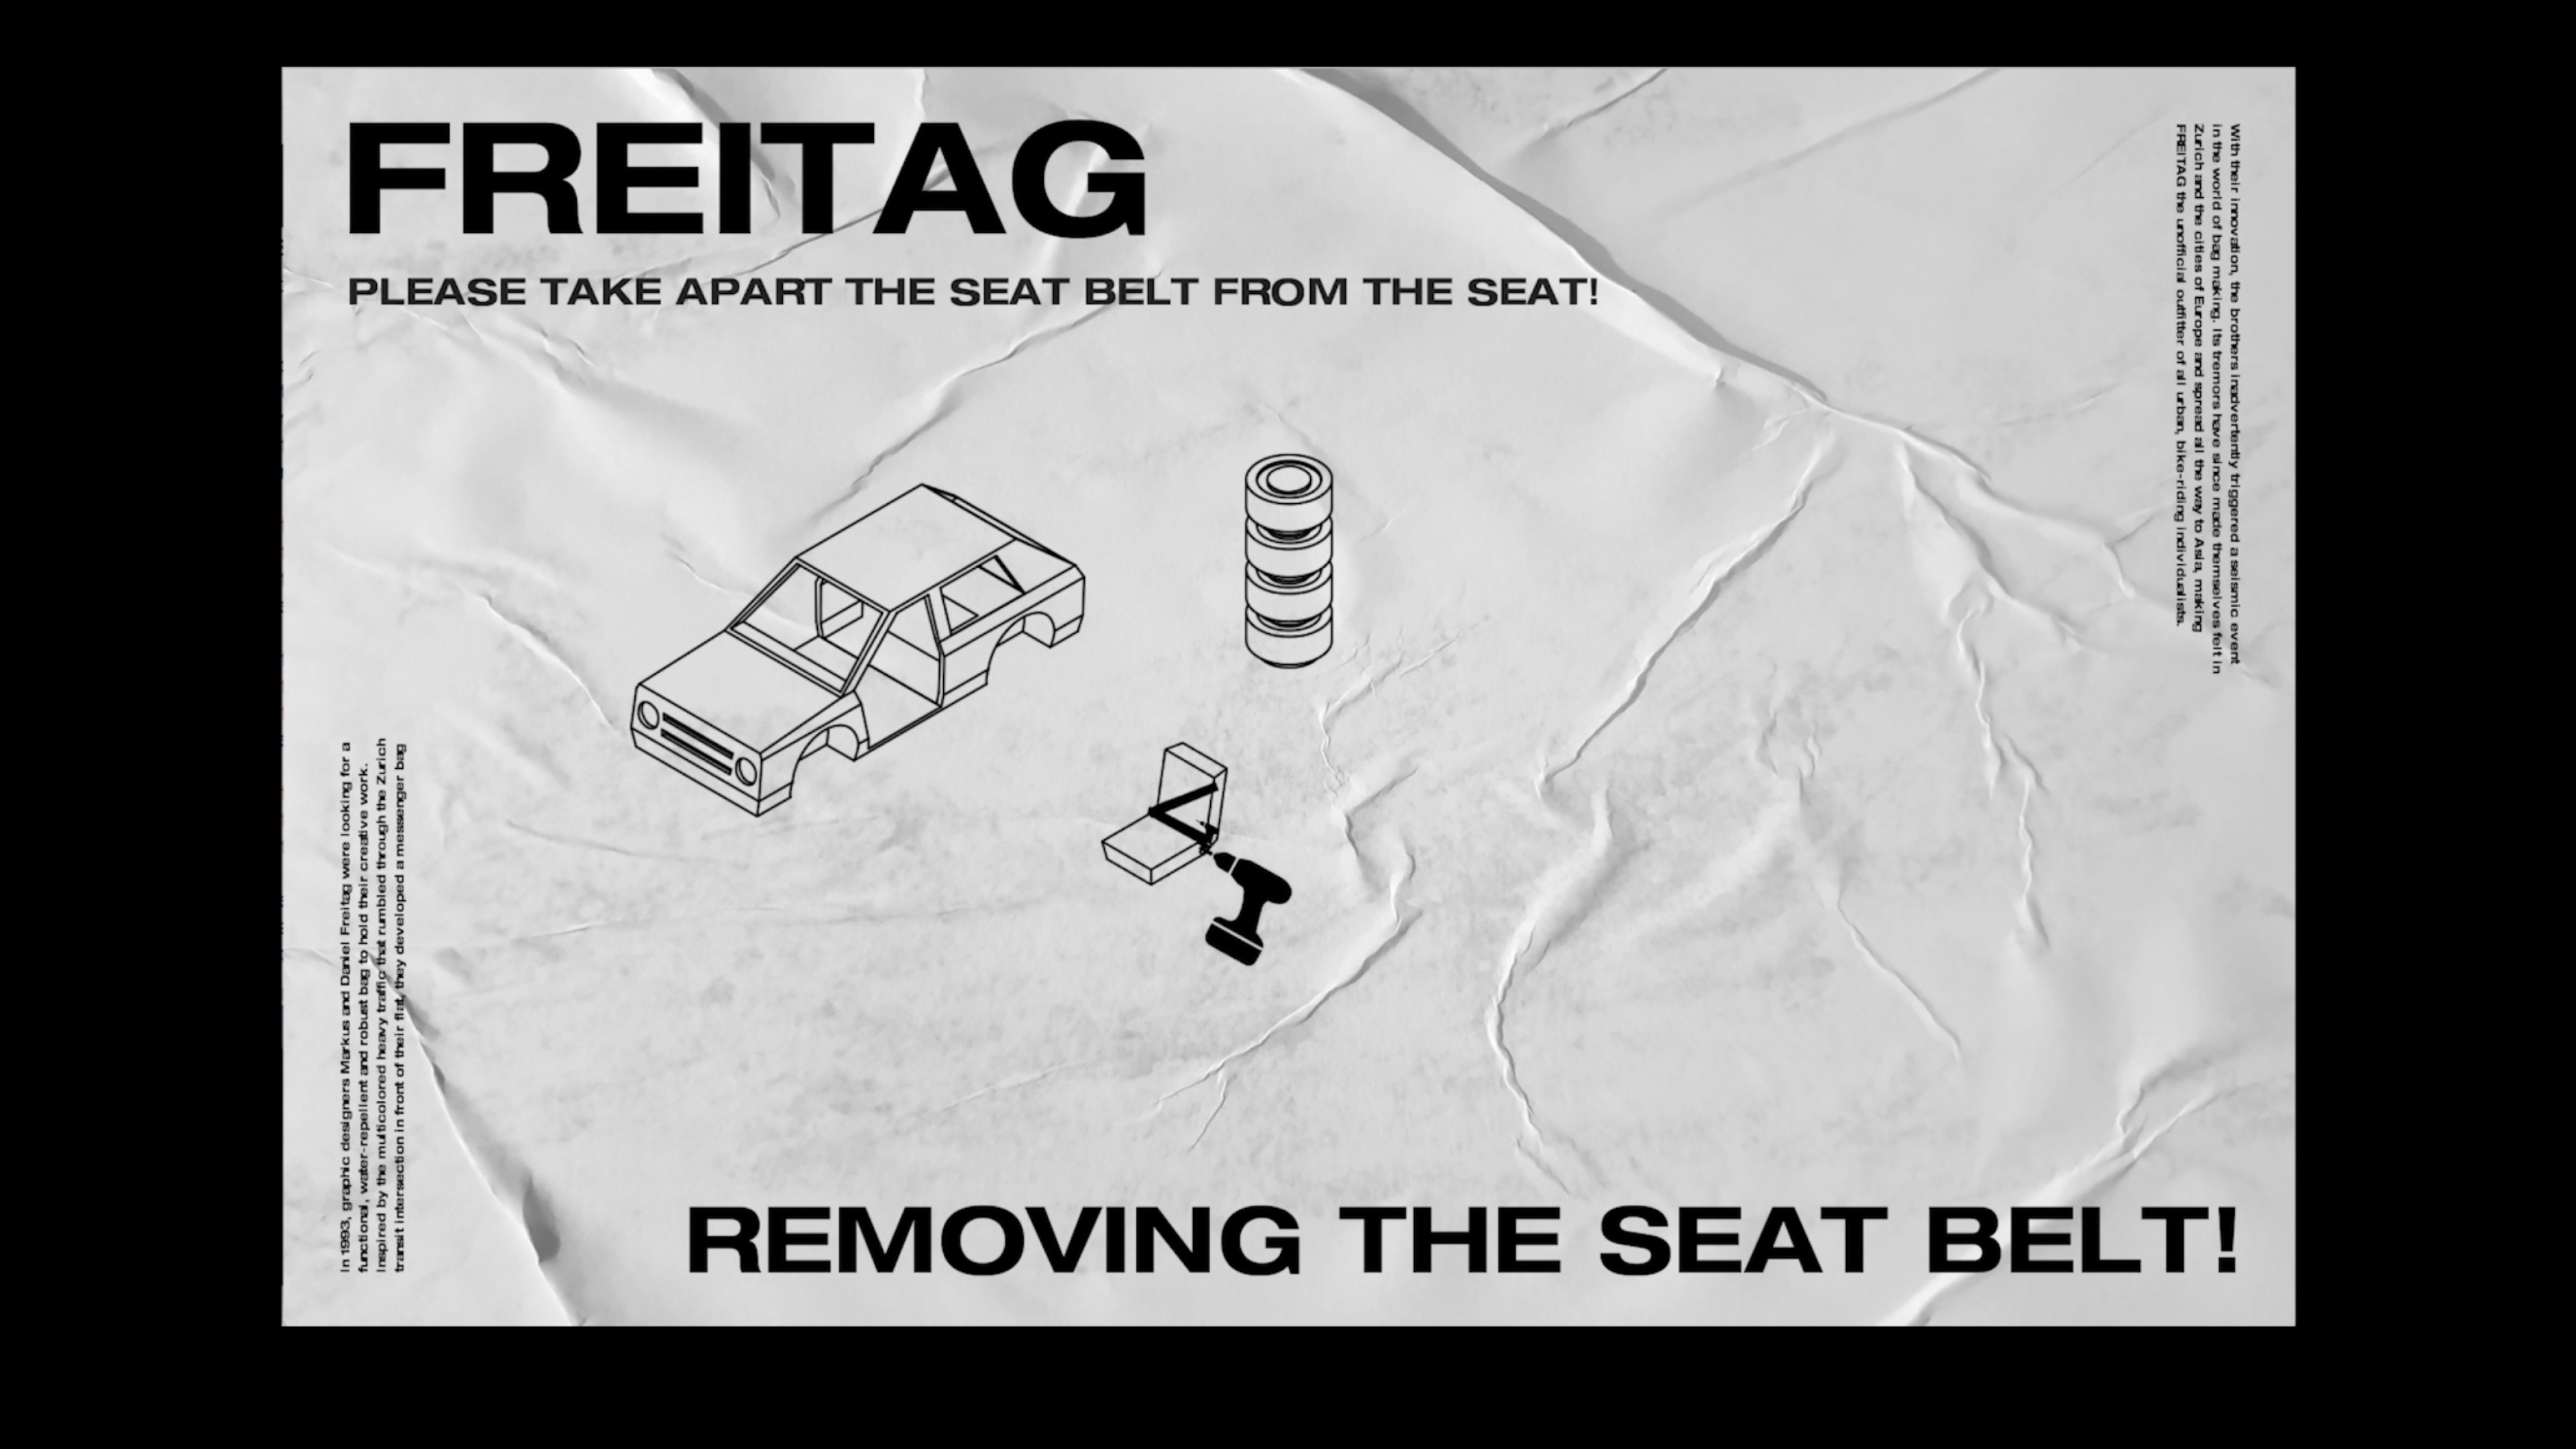 FREITAG
PLEASE TAKE APART THE SEAT BELT FROM THE SEAT!
With their innovation, the brothers inadvertently triggered a seismic event
in the world of bag making. Its tremors have since made themselves felt in
Zurich and the cities of Europe and spread all the way to Asia, making
FREITAG the unofficial outfitter of all urban, bike-riding individualists.
In 1993, graphic designers Markus and Daniel Freitag were looking for a
functional, water-repellent and robust bag to hold their creative work.
Inspired by the multicolored heavy traffic that rumbled through the Zurich
transit intersection in front of their flat, they developed a messenger bag
REMOVING THE SEAT BELT!